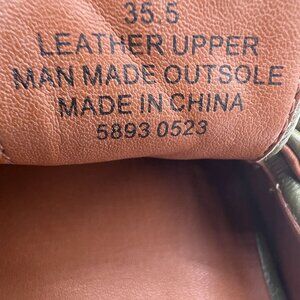 35.5
LEATHER UPPER
MAN MADE OUTSOLE
MADE IN CHINA
5893 0523